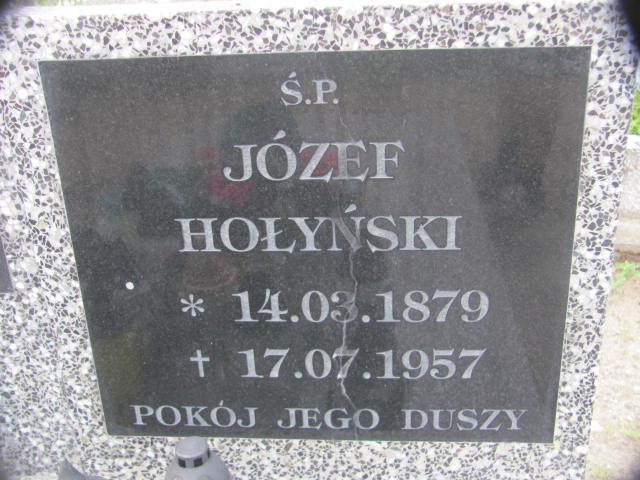 Ś.P.
JÓZEF
HOŁYŃSKI
* 14.03.1879
† 17.07.1957
POKÓJ JEGO DUSZY